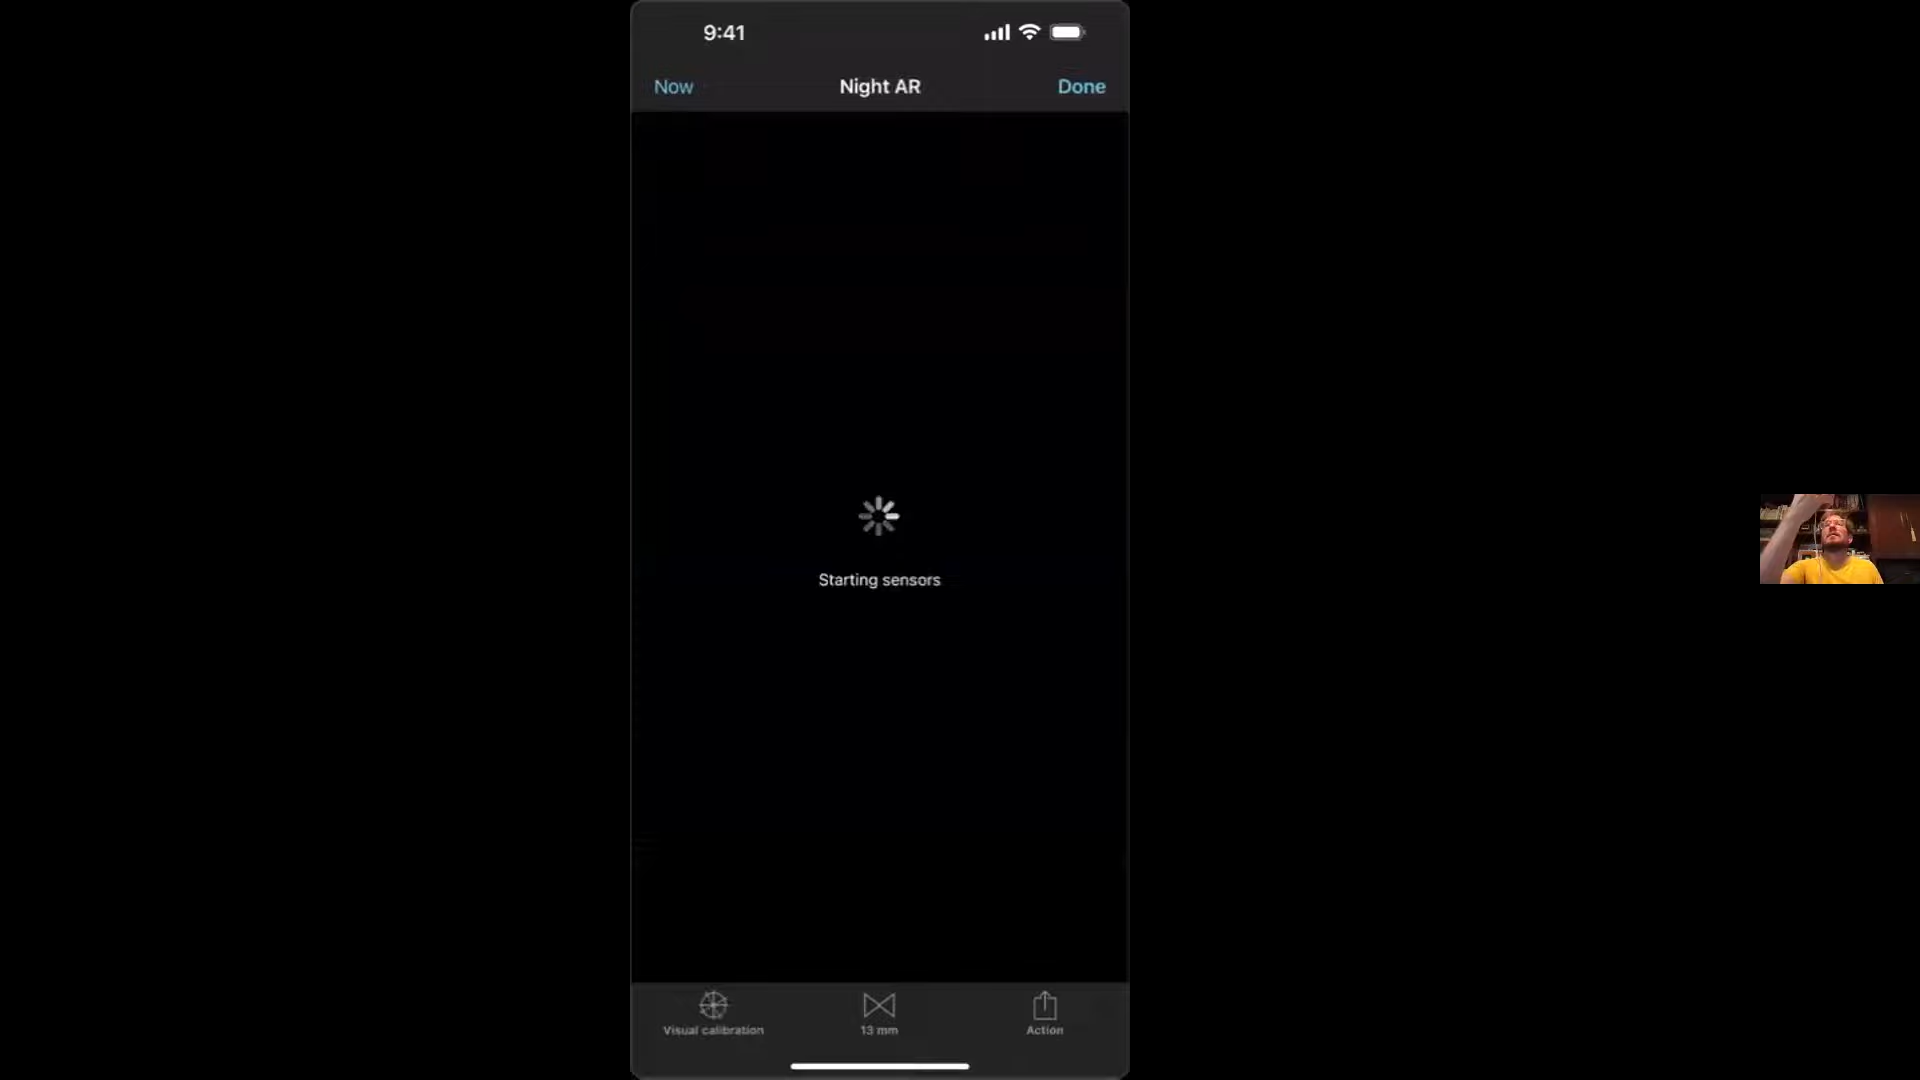 9:41
Now
Night AR
Done
Starting sensors
Visual calibration
13 mm
Action